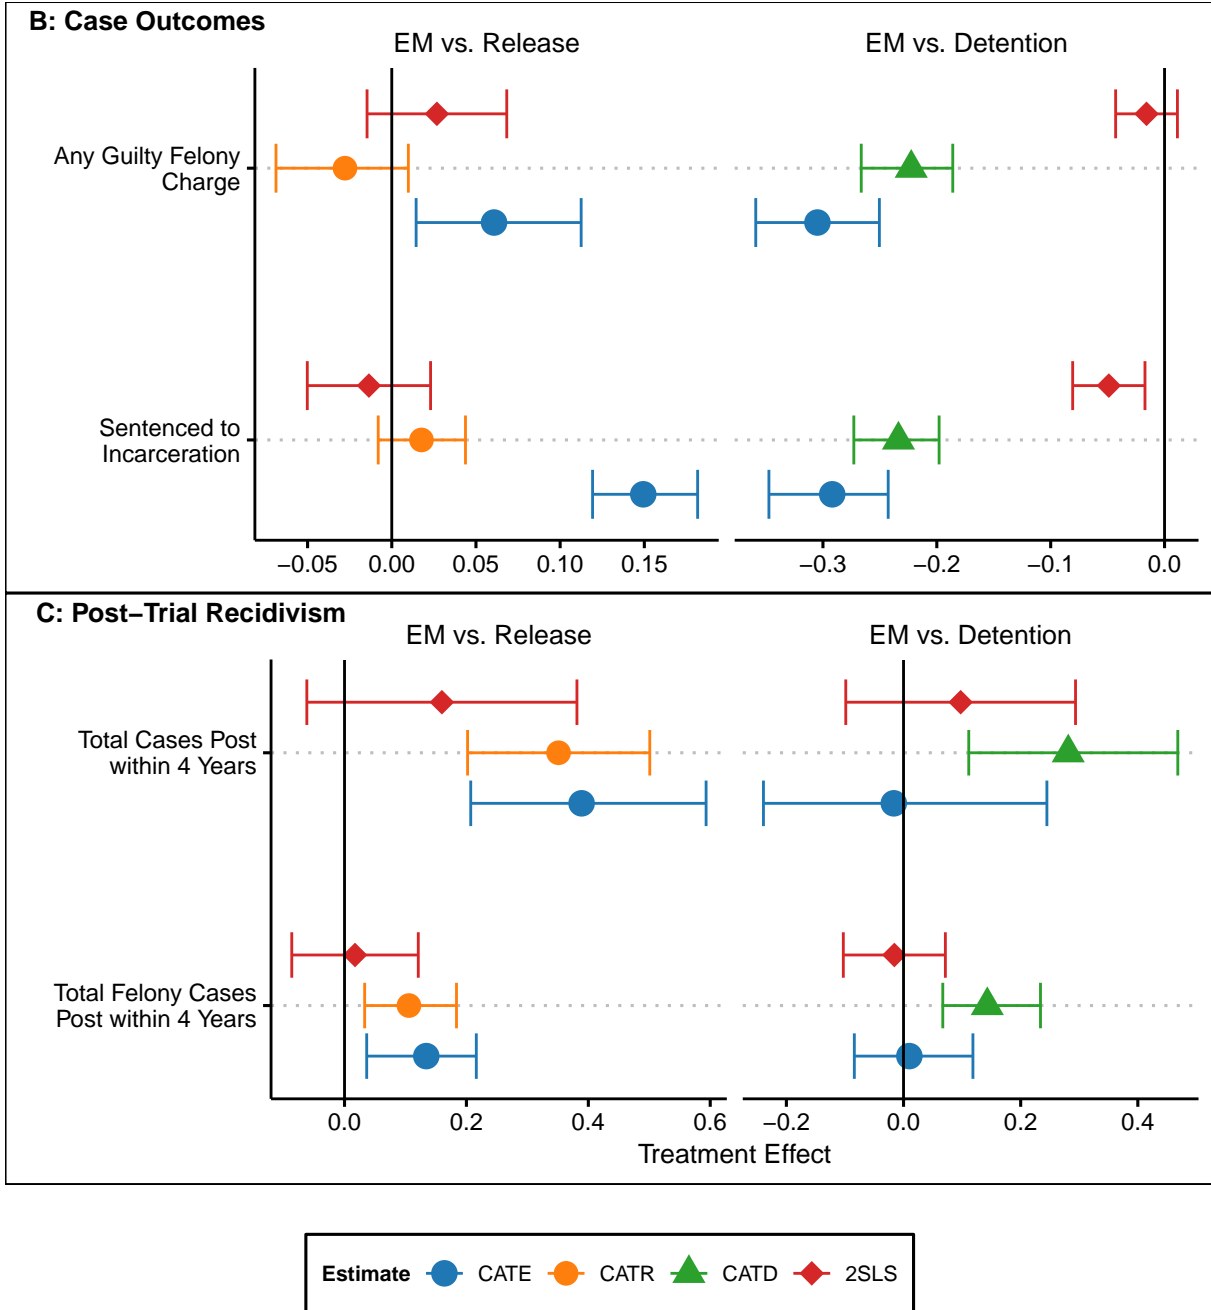 B: Case Outcomes
EM vs. Release
EM vs. Detention
Any Guilty Felony
Charge
Sentenced to
Incarceration
−0.05 0.00 0.05 0.10 0.15
−0.3 −0.2 −0.1 0.0
C: Post−Trial Recidivism
EM vs. Release
EM vs. Detention
Total Cases Post
within 4 Years
Total Felony Cases
Post within 4 Years
0.0 0.2 0.4 0.6
−0.2 0.0 0.2 0.4
Treatment Effect
Estimate CATE CATR CATD 2SLS